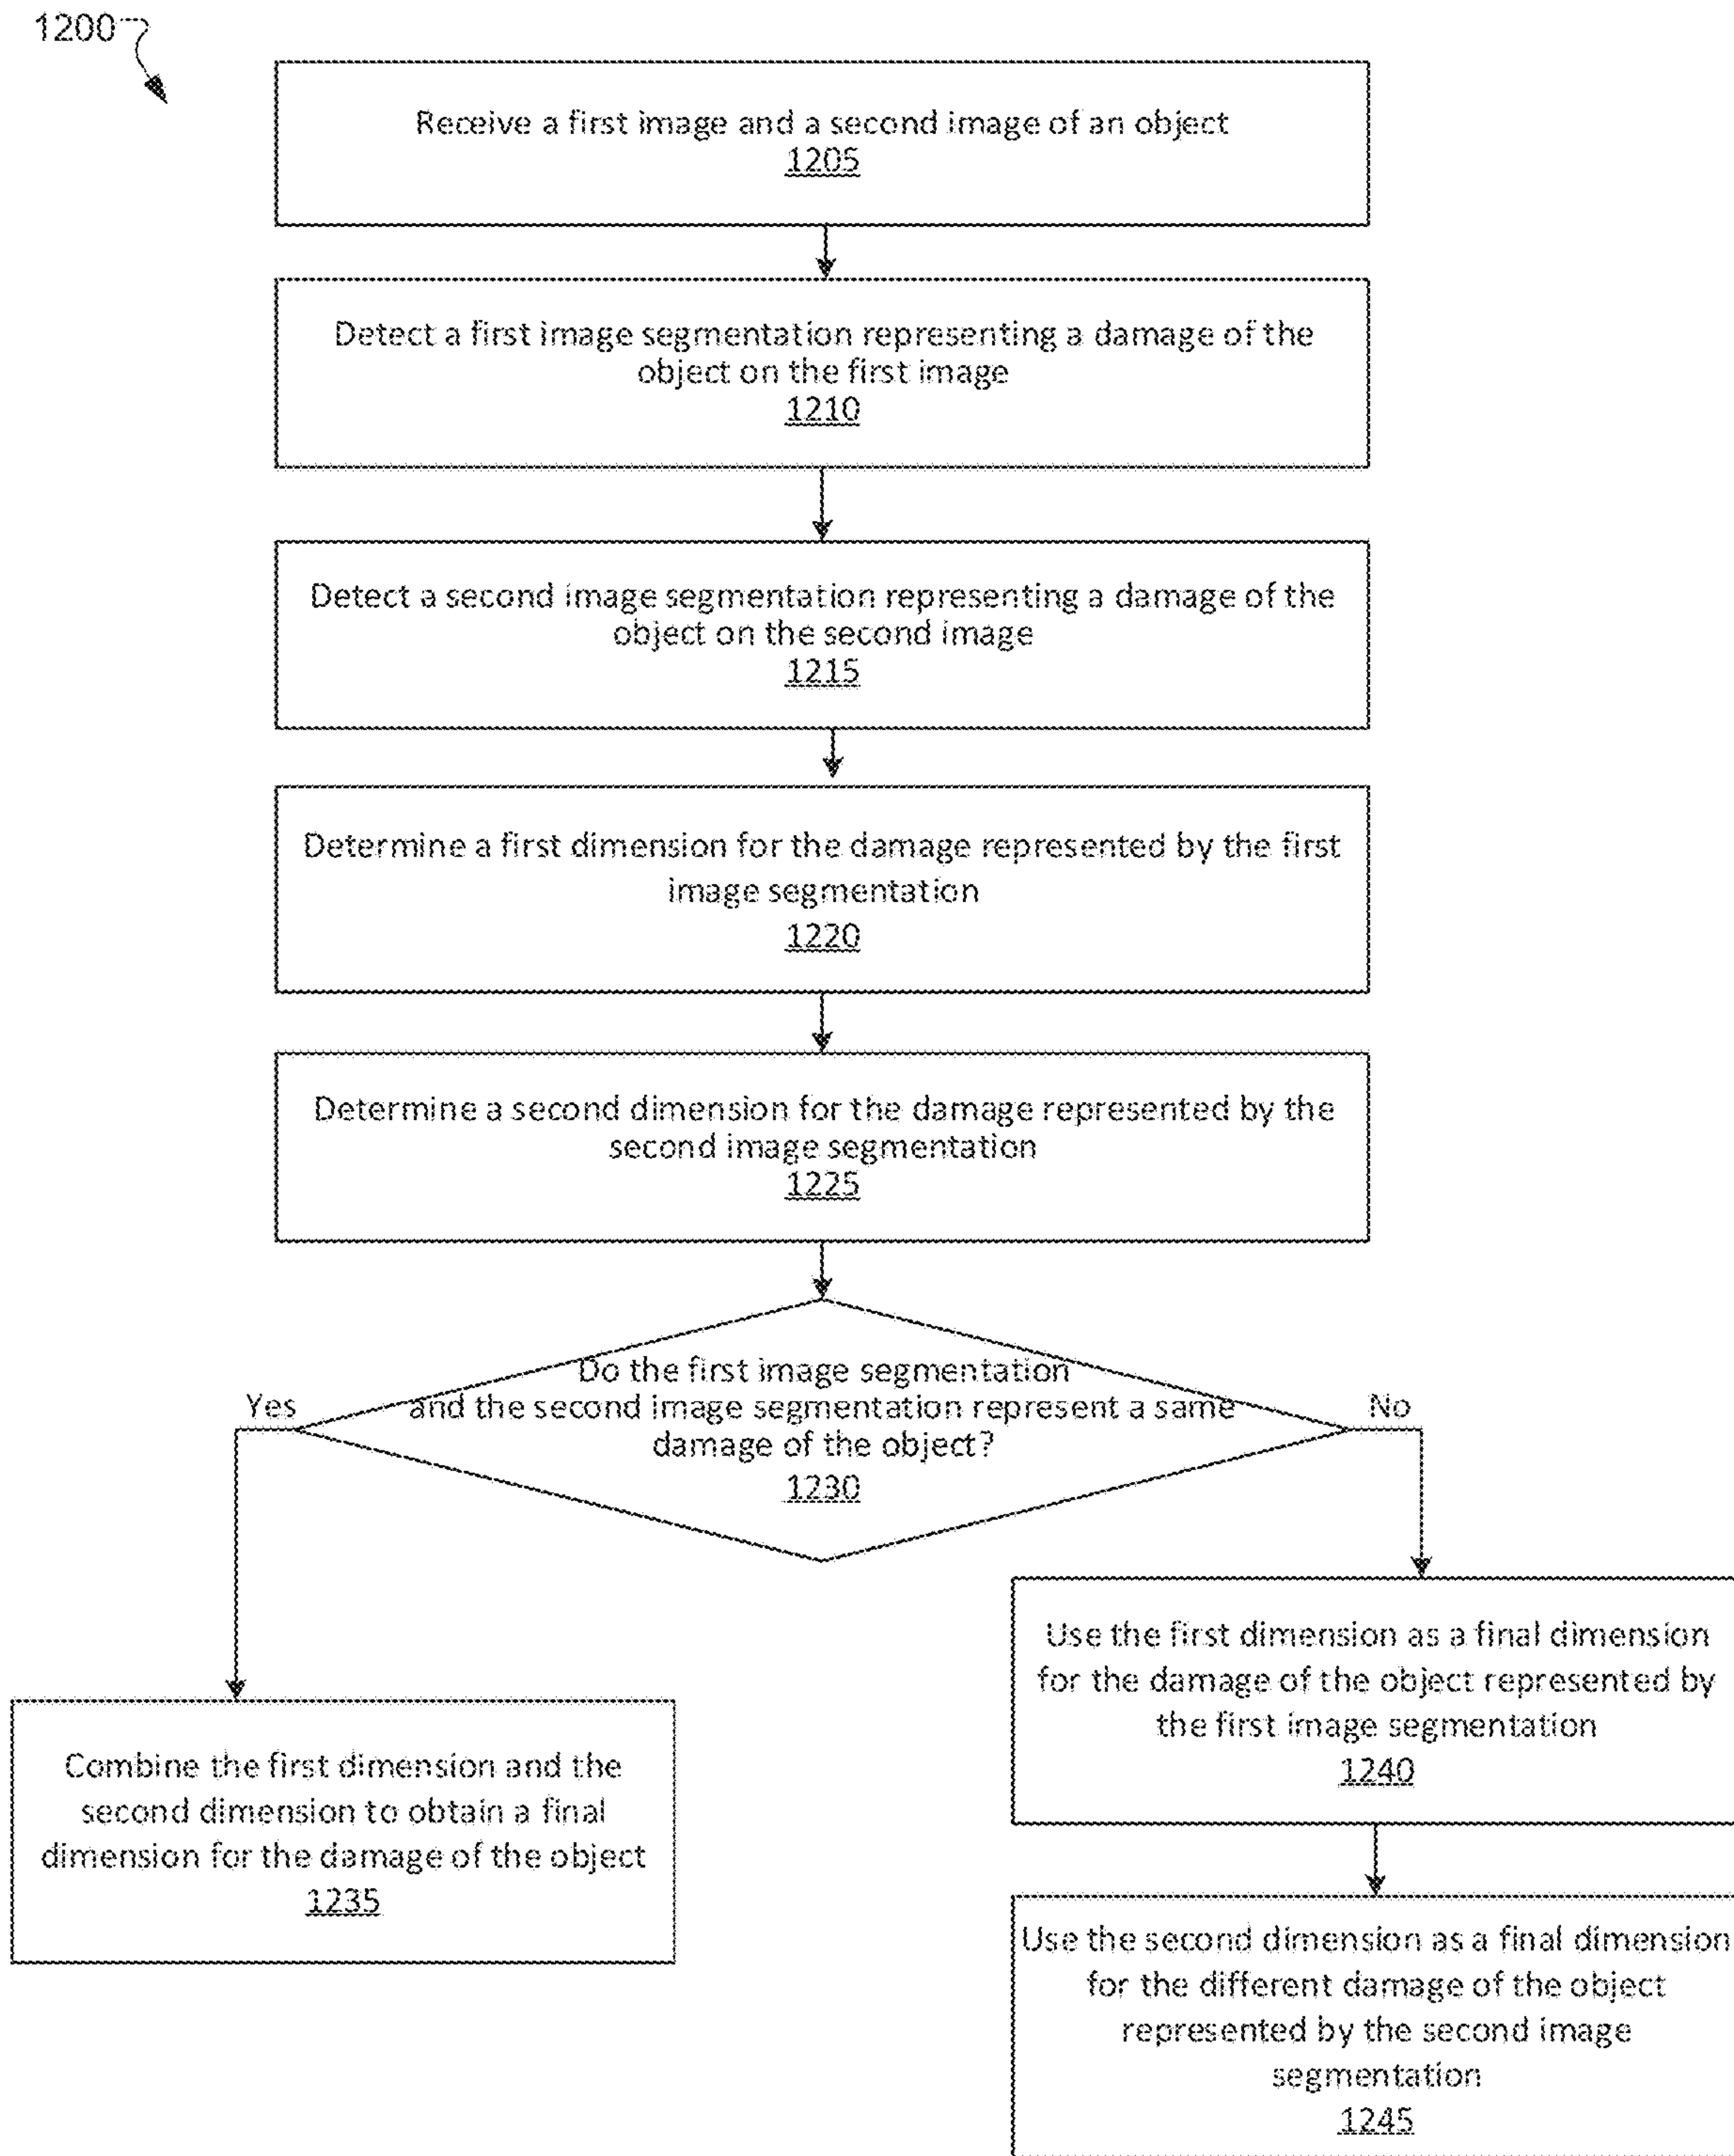 1200
Receive a first image and a second image of an object
1205
Detect a first image segmentation representing a damage of the
object on the first image
1210
Detect a second image segmentation representing a damage of the
object on the second image
1215
Determine a first dimension for the damage represented by the first
image segmentation
1220
Determine a second dimension for the damage represented by the
second image segmentation
1225
Do the first image segmentation
and the second image segmentation represent a same
damage of the object?
1230
Yes
No
Use the first dimension as a final dimension
for the damage of the object represented by
the first image segmentation
1240
Combine the first dimension and the
second dimension to obtain a final
dimension for the damage of the object
1235
Use the second dimension as a final dimension
for the different damage of the object
represented by the second image
segmentation
1245